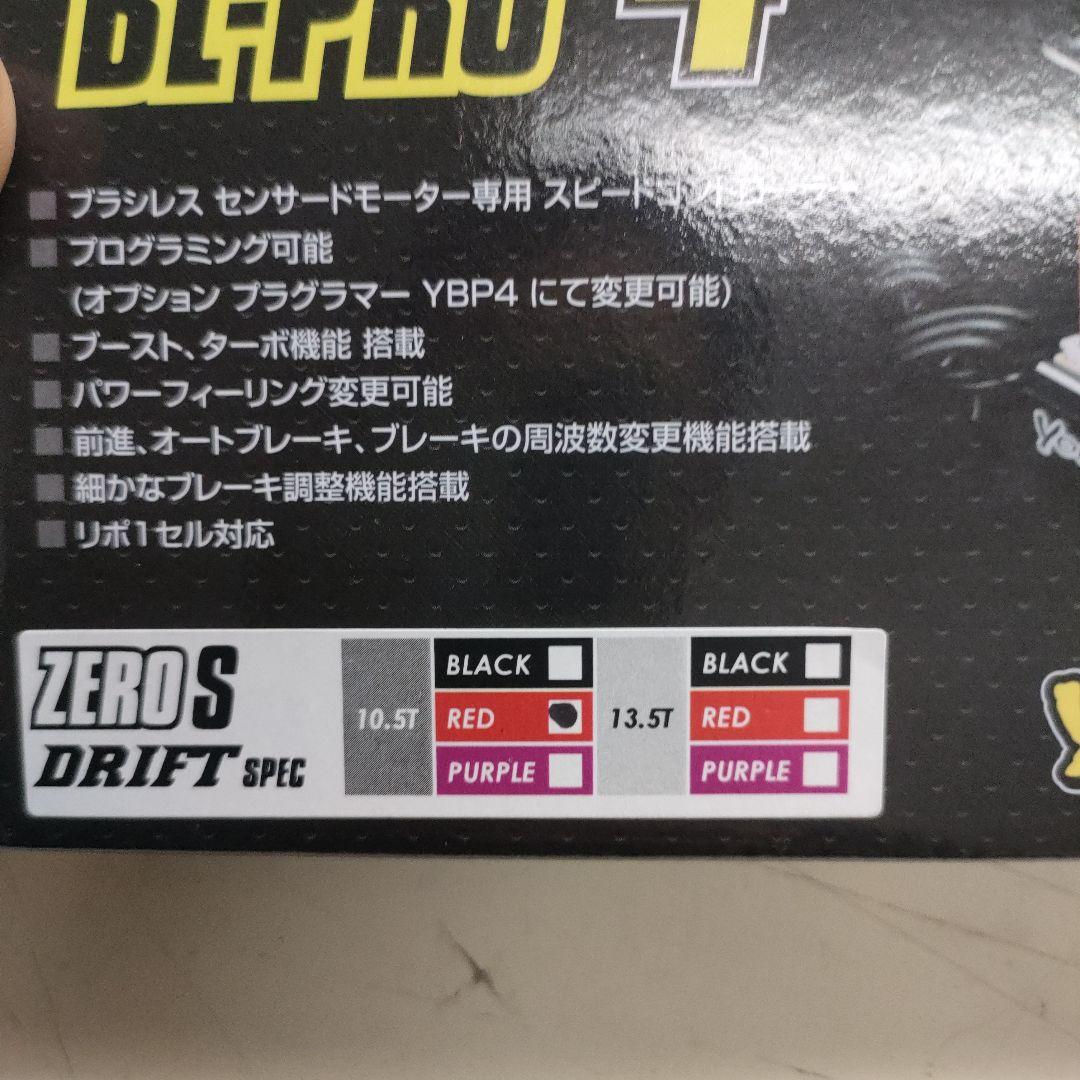 BL-PRO 4
ブラシレス センサードモーター専用 スピードコントローラー
プログラミング可能
(オプション プラグラマー YBP4 にて変更可能)
ブースト、ターボ機能 搭載
パワーフィーリング変更可能
前進、オートブレーキ、ブレーキの周波数変更機能搭載
細かなブレーキ調整機能搭載
リポ1セル対応
ZERO S
DRIFT SPEC
10.5T
BLACK
RED
PURPLE
13.5T
BLACK
RED
PURPLE